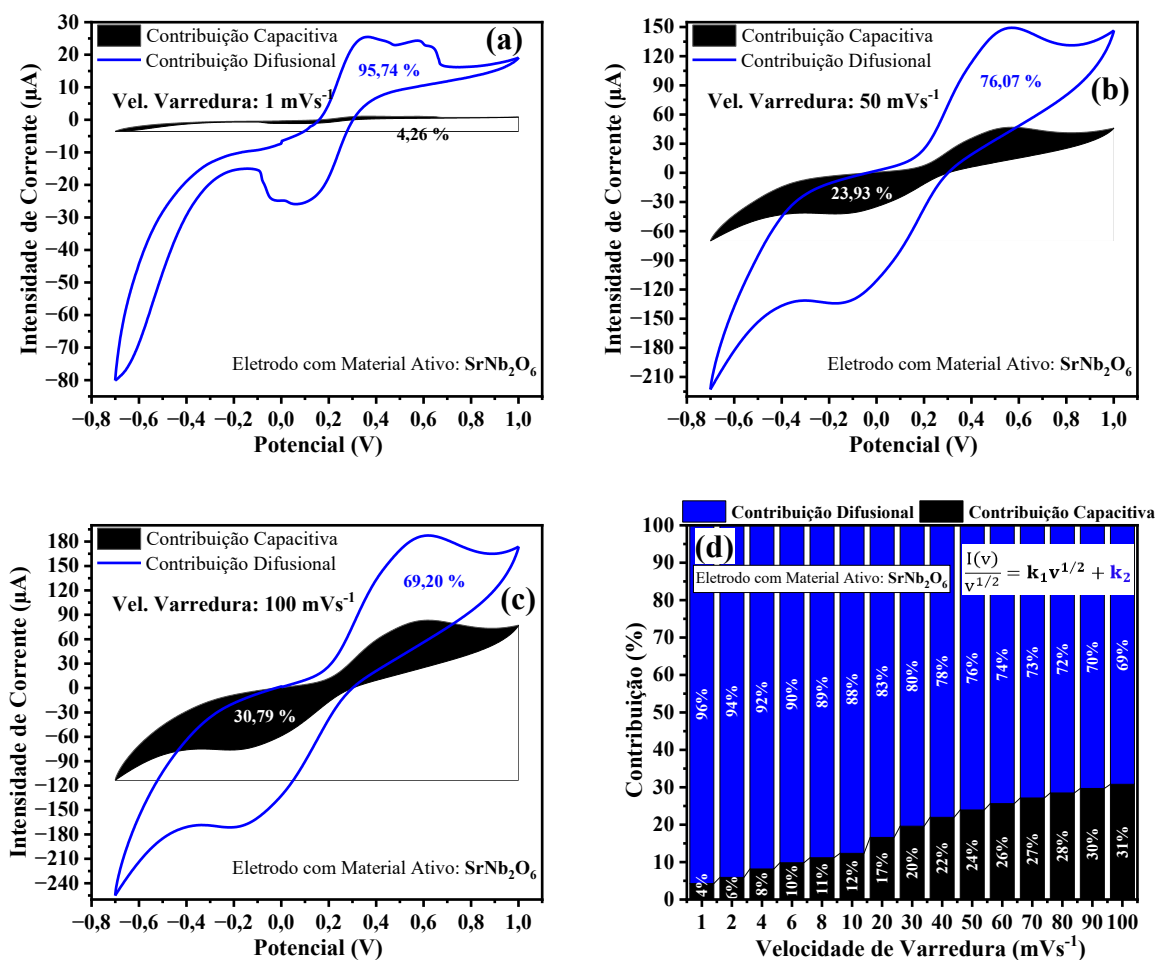 Contribuição Capacitiva
Contribuição Difusional
(a)
95,74 %
Vel. Varredura: 1 mVs⁻¹
4,26 %
Eletrodo com Material Ativo: SrNb₂O₆
Intensidade de Corrente (µA)
30
20
10
0
−10
−20
−30
−40
−50
−60
−70
−80
−0,8 −0,6 −0,4 −0,2 0,0 0,2 0,4 0,6 0,8 1,0
Potencial (V)
Contribuição Capacitiva
Contribuição Difusional
76,07 %
(b)
Vel. Varredura: 50 mVs⁻¹
23,93 %
Eletrodo com Material Ativo: SrNb₂O₆
Intensidade de Corrente (µA)
150
120
90
60
30
0
−30
−60
−90
−120
−150
−180
−210
−0,8 −0,6 −0,4 −0,2 0,0 0,2 0,4 0,6 0,8 1,0
Potencial (V)
Contribuição Capacitiva
Contribuição Difusional
69,20 %
Vel. Varredura: 100 mVs⁻¹
(c)
30,79 %
Eletrodo com Material Ativo: SrNb₂O₆
Intensidade de Corrente (µA)
180
150
120
90
60
30
0
−30
−60
−90
−120
−150
−180
−210
−240
−0,8 −0,6 −0,4 −0,2 0,0 0,2 0,4 0,6 0,8 1,0
Potencial (V)
Contribuição Difusional Contribuição Capacitiva
(d)
Eletrodo com Material Ativo: SrNb₂O₆
I(v)/v^1/2 = k₁v^1/2 + k₂
96% 94% 92% 90% 89% 88% 83% 80% 78% 76% 74% 73% 72% 70% 69%
4% 6% 8% 10% 11% 12% 17% 20% 22% 24% 26% 27% 28% 30% 31%
Contribuição (%)
100
90
80
70
60
50
40
30
20
10
0
1 2 4 6 8 10 20 30 40 50 60 70 80 90 100
Velocidade de Varredura (mVs⁻¹)